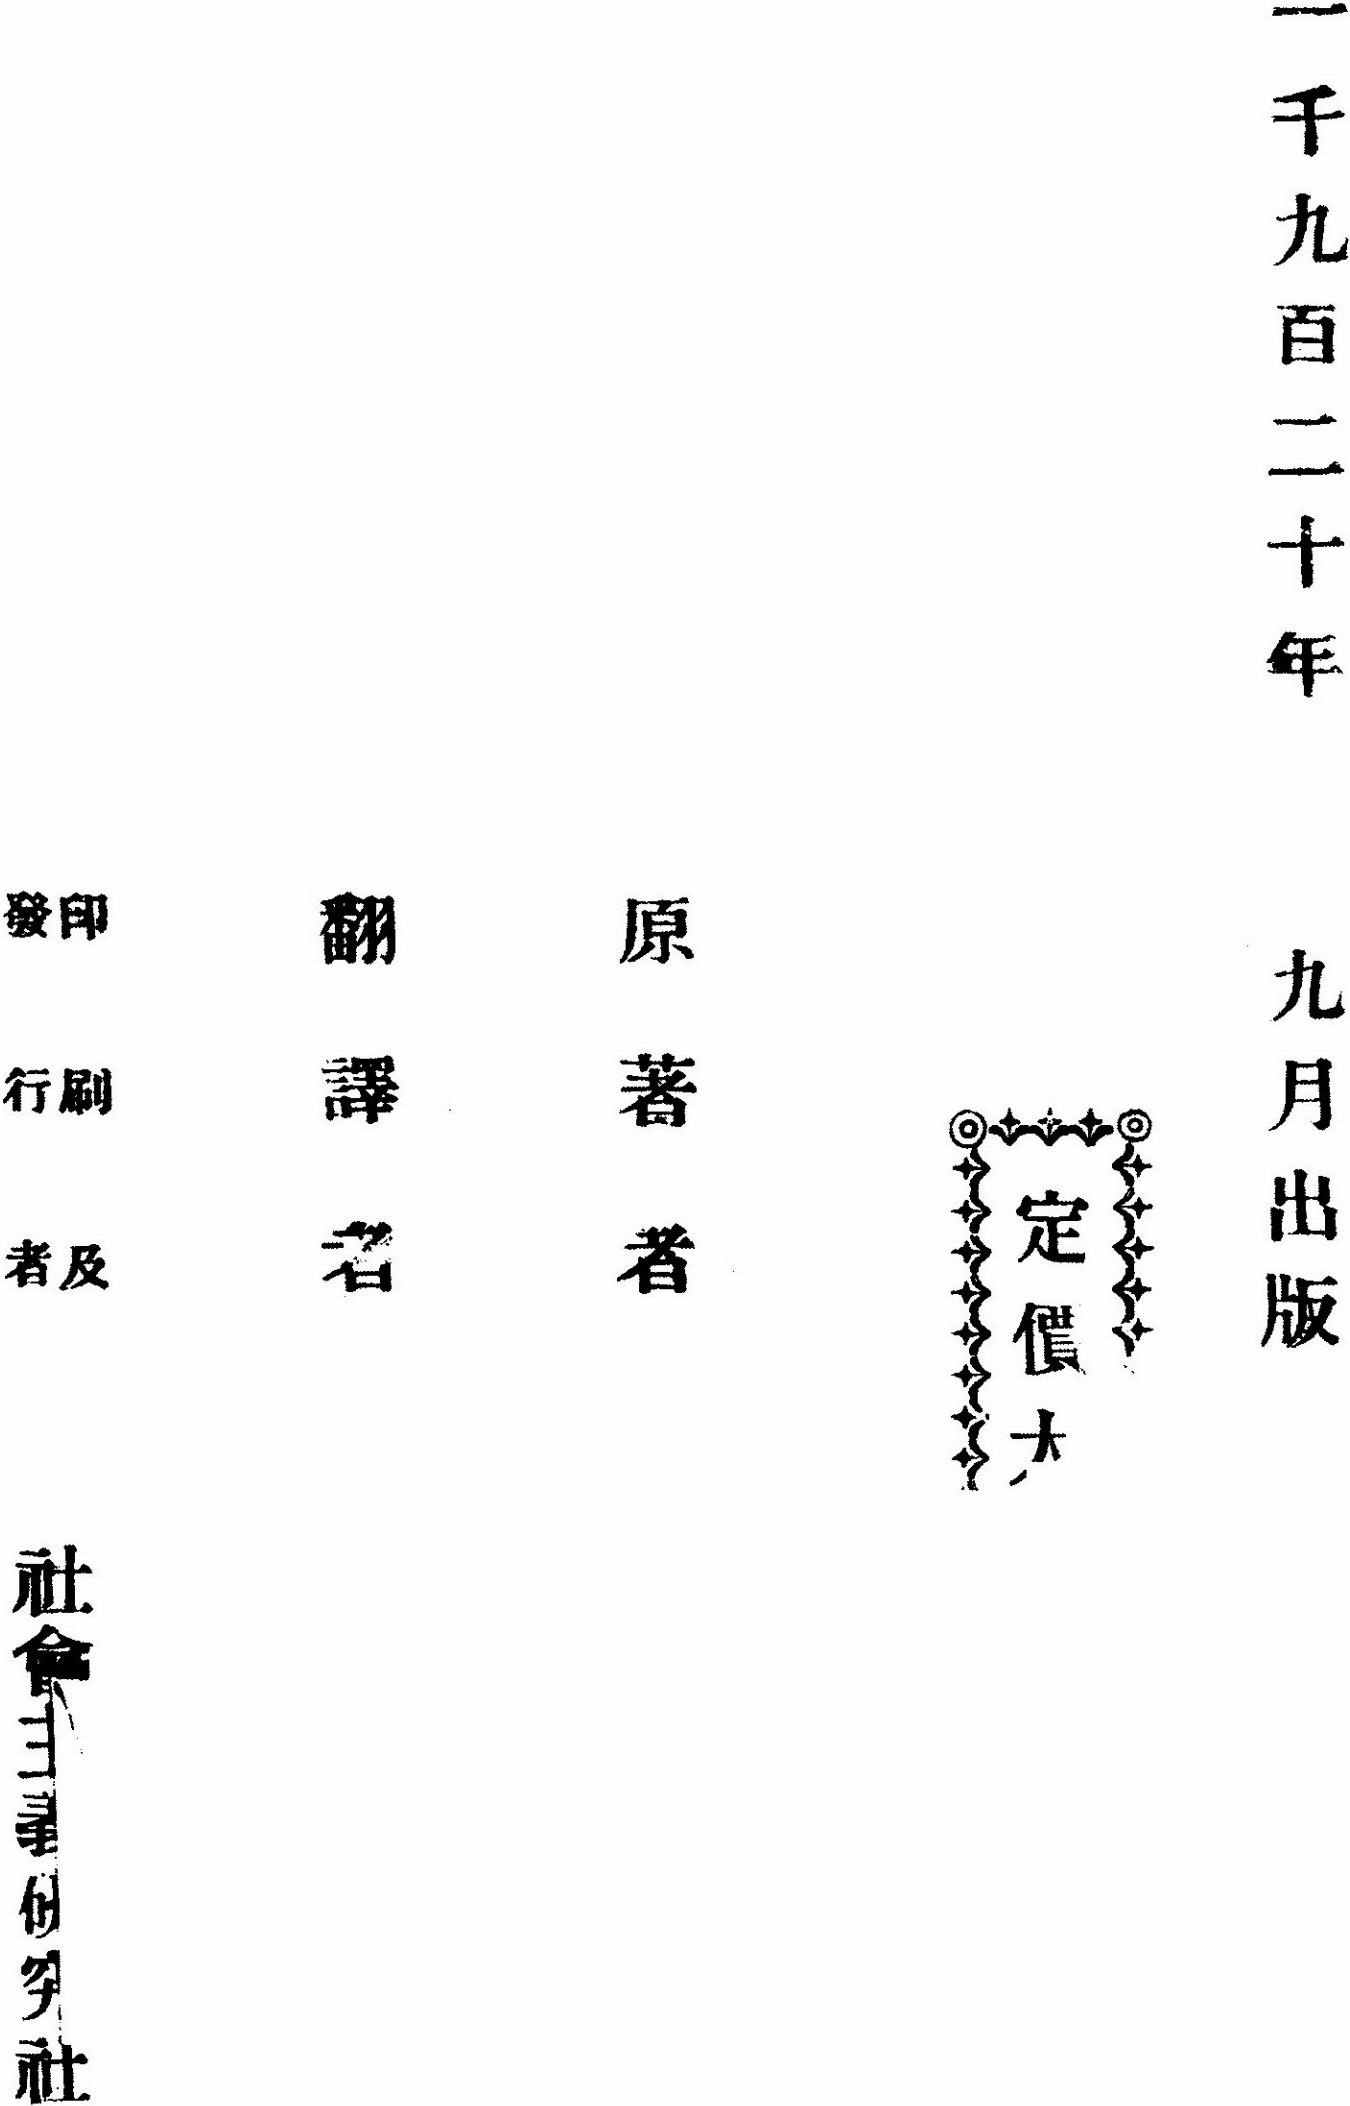 一千九百二十年 九月出版
定價大
原著者
翻譯者
印刷及
發行者
社會主義研究社